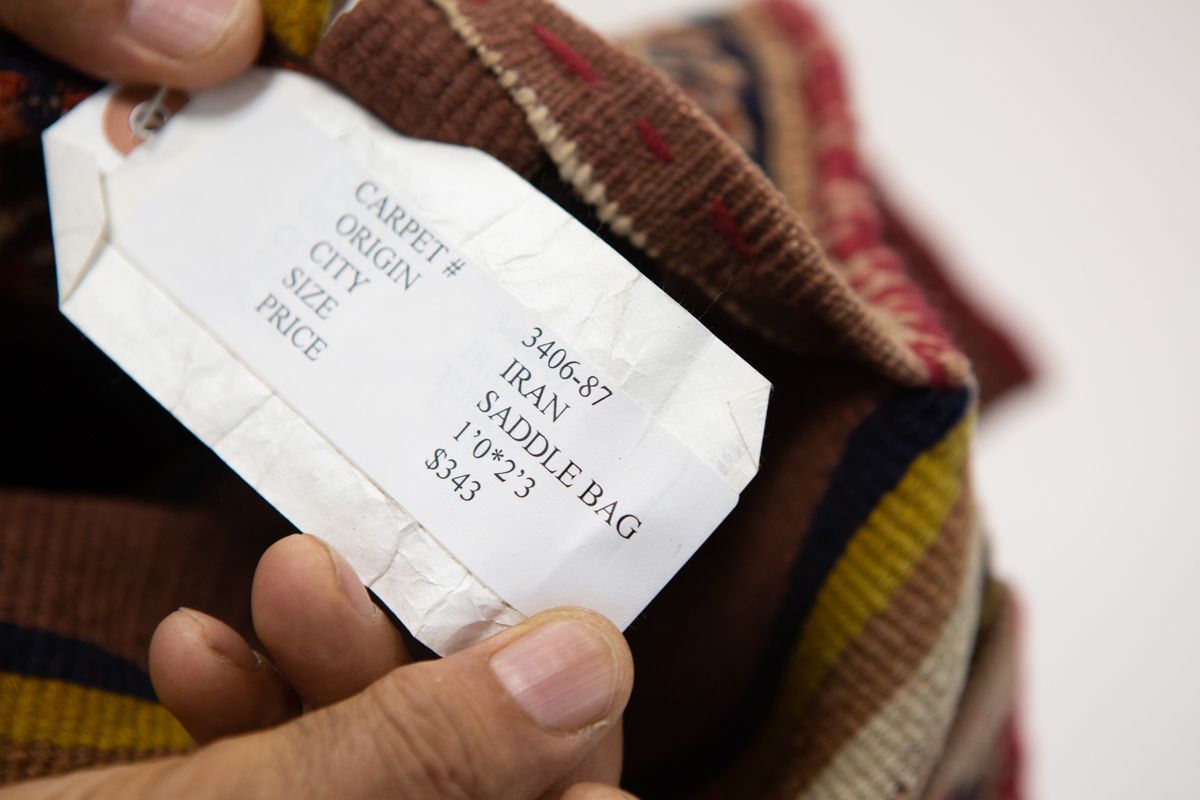 CARPET # 3406-87
ORIGIN IRAN
CITY SADDLE BAG
SIZE 1'0*2'3
PRICE $343